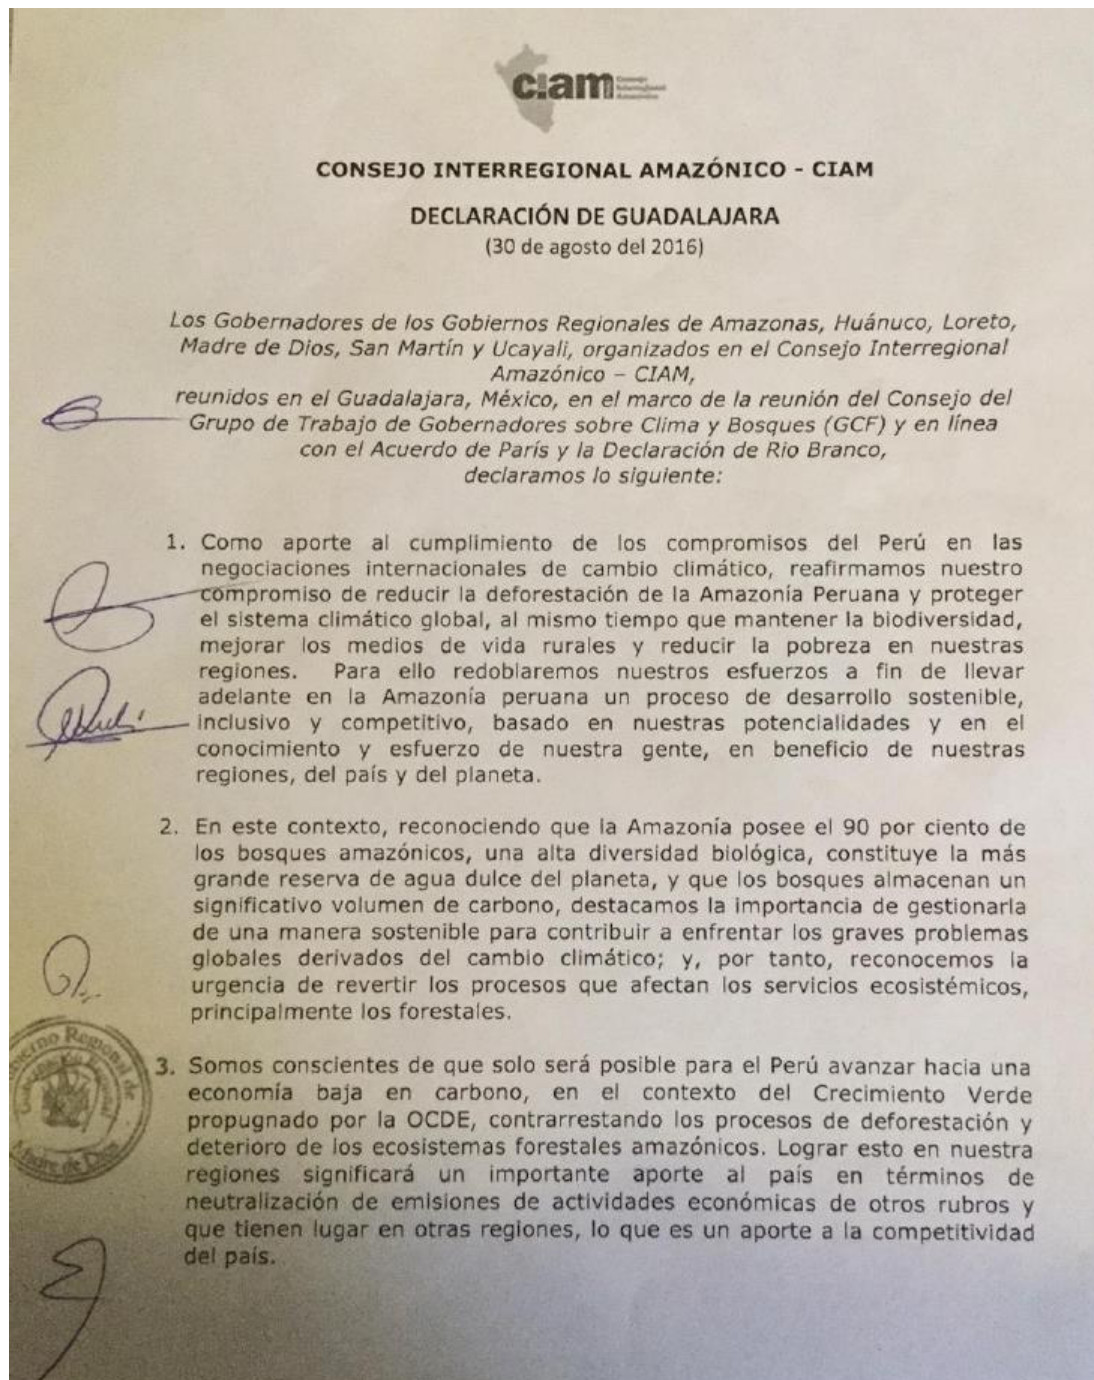 ciam
Consejo
Interregional
Amazónico
CONSEJO INTERREGIONAL AMAZÓNICO - CIAM
DECLARACIÓN DE GUADALAJARA
(30 de agosto del 2016)
Los Gobernadores de los Gobiernos Regionales de Amazonas, Huánuco, Loreto,
Madre de Dios, San Martín y Ucayali, organizados en el Consejo Interregional
Amazónico – CIAM,
reunidos en el Guadalajara, México, en el marco de la reunión del Consejo del
Grupo de Trabajo de Gobernadores sobre Clima y Bosques (GCF) y en línea
con el Acuerdo de París y la Declaración de Rio Branco,
declaramos lo siguiente:
1. Como aporte al cumplimiento de los compromisos del Perú en las
negociaciones internacionales de cambio climático, reafirmamos nuestro
compromiso de reducir la deforestación de la Amazonía Peruana y proteger
el sistema climático global, al mismo tiempo que mantener la biodiversidad,
mejorar los medios de vida rurales y reducir la pobreza en nuestras
regiones. Para ello redoblaremos nuestros esfuerzos a fin de llevar
adelante en la Amazonía peruana un proceso de desarrollo sostenible,
inclusivo y competitivo, basado en nuestras potencialidades y en el
conocimiento y esfuerzo de nuestra gente, en beneficio de nuestras
regiones, del país y del planeta.
2. En este contexto, reconociendo que la Amazonía posee el 90 por ciento de
los bosques amazónicos, una alta diversidad biológica, constituye la más
grande reserva de agua dulce del planeta, y que los bosques almacenan un
significativo volumen de carbono, destacamos la importancia de gestionarla
de una manera sostenible para contribuir a enfrentar los graves problemas
globales derivados del cambio climático; y, por tanto, reconocemos la
urgencia de revertir los procesos que afectan los servicios ecosistémicos,
principalmente los forestales.
3. Somos conscientes de que solo será posible para el Perú avanzar hacia una
economía baja en carbono, en el contexto del Crecimiento Verde
propugnado por la OCDE, contrarrestando los procesos de deforestación y
deterioro de los ecosistemas forestales amazónicos. Lograr esto en nuestra
regiones significará un importante aporte al país en términos de
neutralización de emisiones de actividades económicas de otros rubros y
que tienen lugar en otras regiones, lo que es un aporte a la competitividad
del país.
Regional de
Madre de Dios